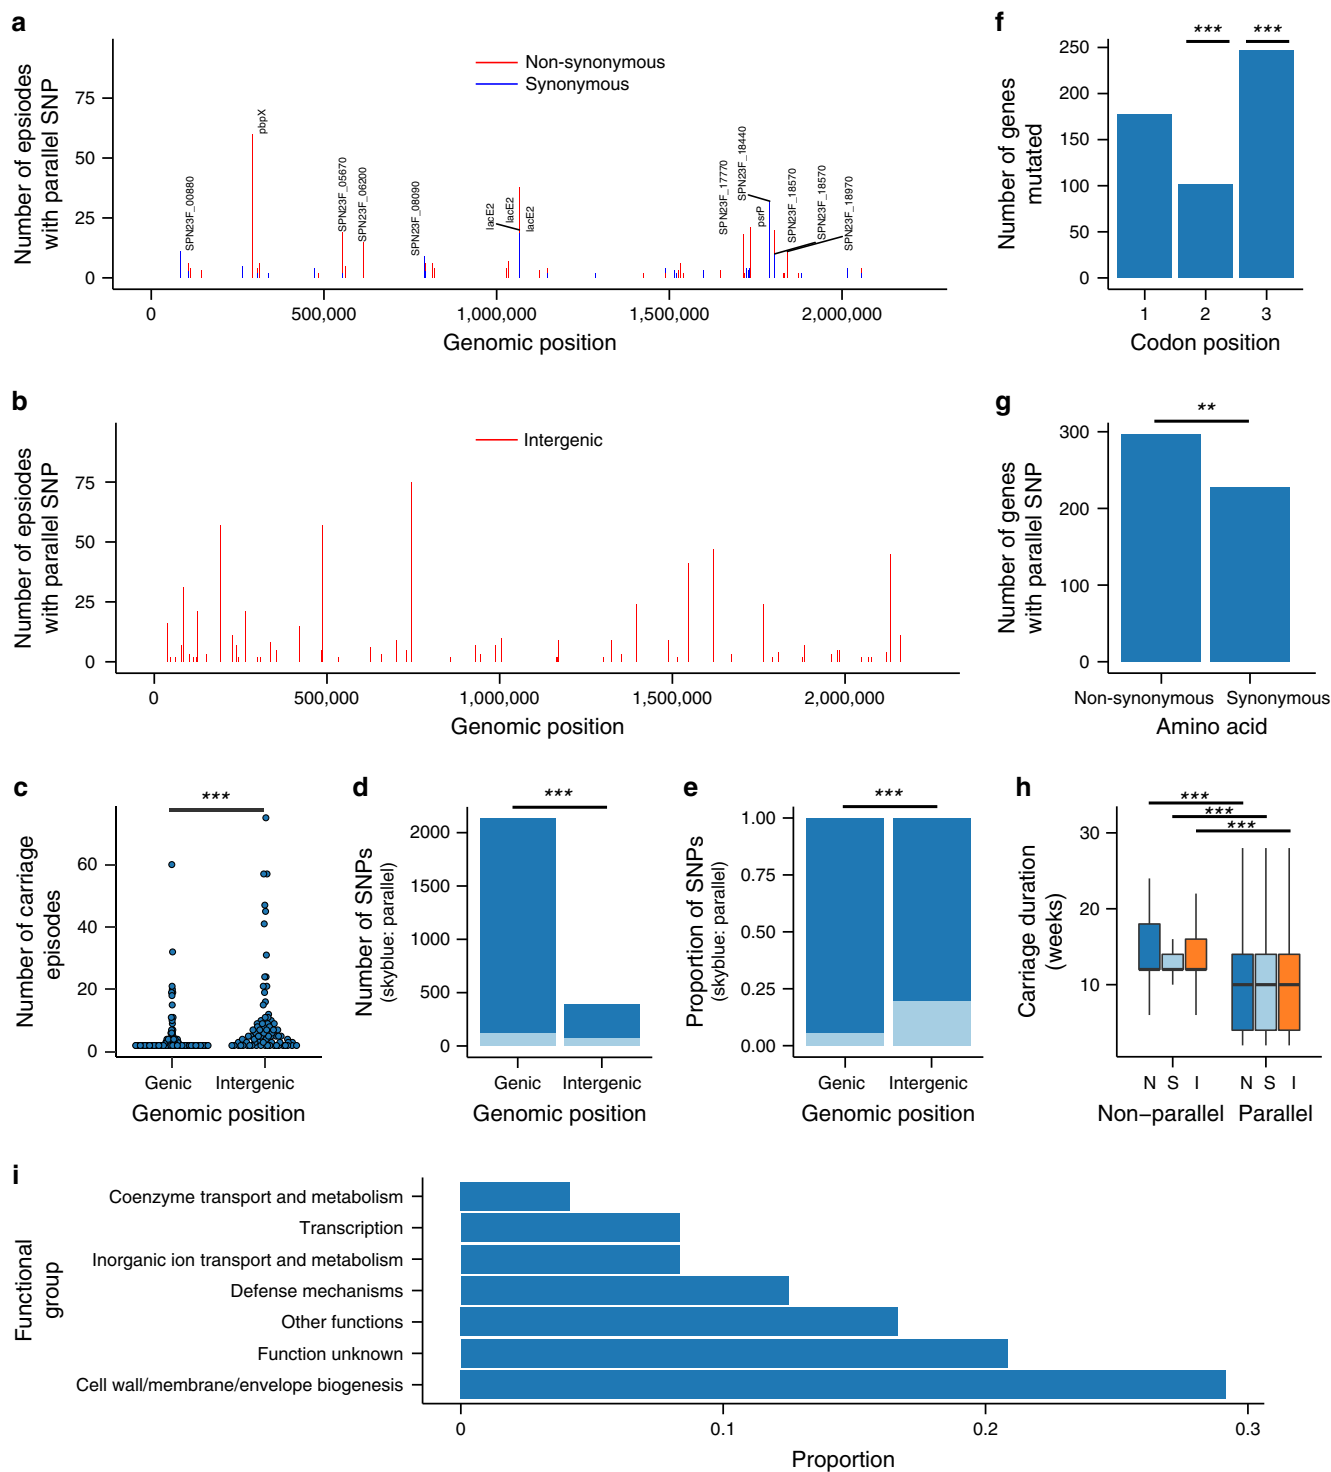 a
Number of epsiodes
with parallel SNP
75
50
25
0
Non-synonymous
Synonymous
SPN23F_00880
pbpX
SPN23F_05670
SPN23F_06200
SPN23F_08090
lacE2
lacE2
lacE2
SPN23F_17770
SPN23F_18440
psrP
SPN23F_18570
SPN23F_18570
SPN23F_18970
0
500,000
1,000,000
1,500,000
2,000,000
Genomic position
f
Number of genes
mutated
250
200
150
100
50
0
***
***
1
2
3
Codon position
b
Number of epsiodes
with parallel SNP
75
50
25
0
Intergenic
0
500,000
1,000,000
1,500,000
2,000,000
Genomic position
g
Number of genes
with parallel SNP
300
200
100
0
**
Non-synonymous
Synonymous
Amino acid
c
Number of carriage
episodes
60
40
20
0
***
Genic
Intergenic
Genomic position
d
Number of SNPs
(skyblue: parallel)
2000
1500
1000
500
0
***
Genic
Intergenic
Genomic position
e
Proportion of SNPs
(skyblue: parallel)
1.00
0.75
0.50
0.25
0.00
***
Genic
Intergenic
Genomic position
h
Carriage duration
(weeks)
30
20
10
***
***
***
N S I
N S I
Non−parallel
Parallel
i
Functional
group
Coenzyme transport and metabolism
Transcription
Inorganic ion transport and metabolism
Defense mechanisms
Other functions
Function unknown
Cell wall/membrane/envelope biogenesis
0
0.1
0.2
0.3
Proportion